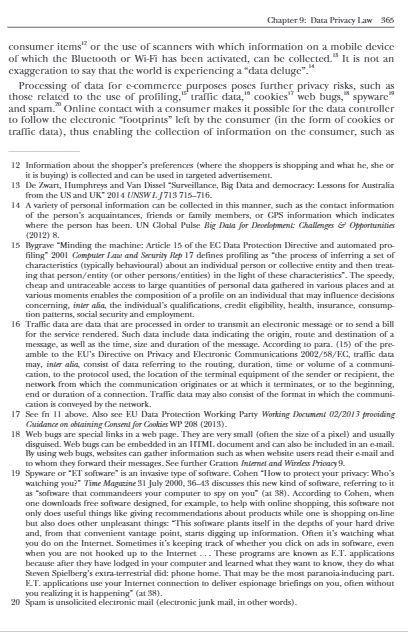 Chapter 9: Data Privacy Law 365
consumer items17 or the use of scanners with which information on a mobile device
of which the Bluetooth or Wi-Fi has been activated, can be collected.13 It is not an
exaggeration to say that the world is experiencing a “data deluge”.14
Processing of data for e-commerce purposes poses further privacy risks, such as
those related to the use of profiling,15 traffic data,16 cookies17 web bugs,18 spyware19
and spam.20 Online contact with a consumer makes it possible for the data controller
to follow the electronic “footprints” left by the consumer (in the form of cookies or
traffic data), thus enabling the collection of information on the consumer, such as
12 Information about the shopper’s preferences (where the shoppers is shopping and what he, she or
it is buying) is collected and can be used in targeted advertisement.
13 De Zwart, Humphreys and Van Dissel “Surveillance, Big Data and democracy: Lessons for Australia
from the US and UK” 2014 UNSWLJ 713 715–716.
14 A variety of personal information can be collected in this manner, such as the contact information
of the person’s acquaintances, friends or family members, or GPS information which indicates
where the person has been. UN Global Pulse Big Data for Development: Challenges & Opportunities
(2012) 8.
15 Bygrave “Minding the machine: Article 15 of the EC Data Protection Directive and automated pro-
filing” 2001 Computer Law and Security Rep 17 defines profiling as “the process of inferring a set of
characteristics (typically behavioural) about an individual person or collective entity and then treat-
ing that person/entity (or other persons/entities) in the light of these characteristics”. The speedy,
cheap and untraceable access to large quantities of personal data gathered in various places and at
various moments enables the composition of a profile on an individual that may influence decisions
concerning, inter alia, the individual’s qualifications, credit eligibility, health, insurance, consump-
tion patterns, social security and employment.
16 Traffic data are data that are processed in order to transmit an electronic message or to send a bill
for the service rendered. Such data include data indicating the origin, route and destination of a
message, as well as the time, size and duration of the message. According to para. (15) of the pre-
amble to the EU’s Directive on Privacy and Electronic Communications 2002/58/EC, traffic data
may, inter alia, consist of data referring to the routing, duration, time or volume of a communi-
cation, to the protocol used, the location of the terminal equipment of the sender or recipient, the
network from which the communication originates or at which it terminates, or to the beginning,
end or duration of a connection. Traffic data may also consist of the format in which the communi-
cation is conveyed by the network.
17 See fn 11 above. Also see EU Data Protection Working Party Working Document 02/2013 providing
Guidance on obtaining Consent for Cookies WP 208 (2013).
18 Web bugs are special links in a web page. They are very small (often the size of a pixel) and usually
disguised. Web bugs can be embedded in an HTML document and can also be included in an e-mail.
By using web bugs, websites can gather information such as when website users read their e-mail and
to whom they forward their messages. See further Gratton Internet and Wireless Privacy 9.
19 Spyware or “ET software” is an invasive type of software. Cohen “How to protect your privacy: Who’s
watching you?” Time Magazine 31 July 2000, 36–43 discusses this new kind of software, referring to it
as “software that commandeers your computer to spy on you” (at 38). According to Cohen, when
one downloads free software designed, for example, to help with online shopping, this software not
only does useful things like giving recommendations about products while one is shopping on-line
but also does other unpleasant things: “This software plants itself in the depths of your hard drive
and, from that convenient vantage point, starts digging up information. Often it’s watching what
you do on the Internet. Sometimes it’s keeping track of whether you click on ads in software, even
when you are not hooked up to the Internet . . . These programs are known as E.T. applications
because after they have lodged in your computer and learned what they want to know, they do what
Steven Spielberg’s extra-terrestrial did: phone home. That may be the most paranoia-inducing part.
E.T. applications use your Internet connection to deliver espionage briefings on you, often without
you realizing it is happening” (at 38).
20 Spam is unsolicited electronic mail (electronic junk mail, in other words).